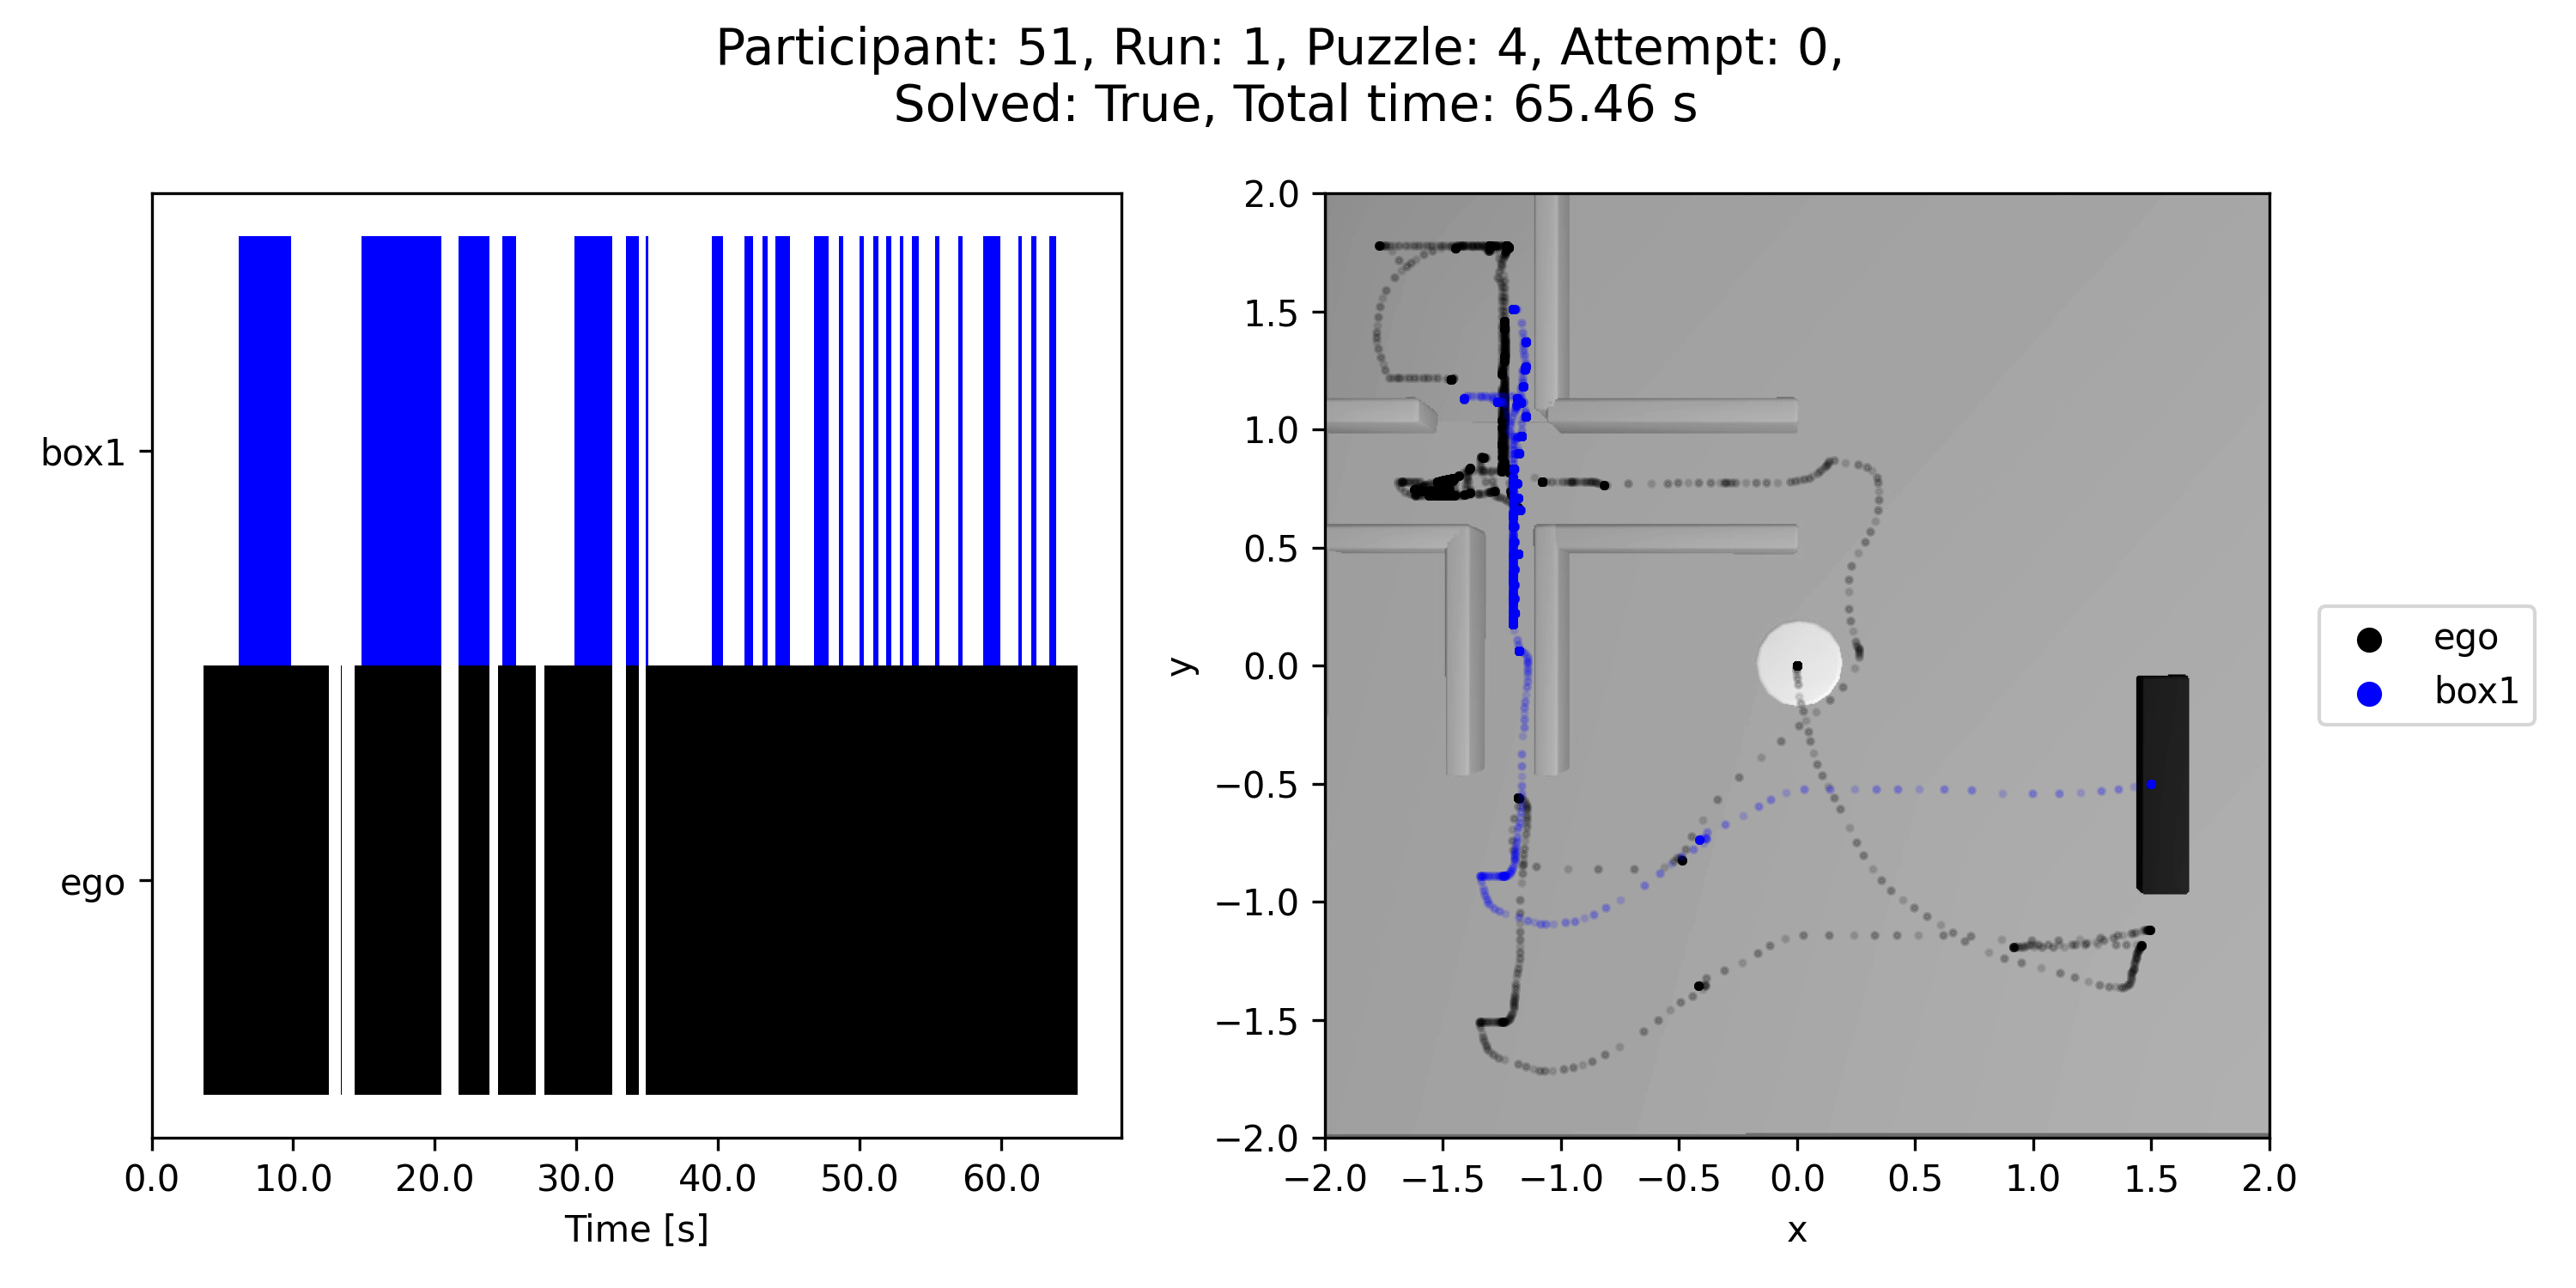 Participant: 51, Run: 1, Puzzle: 4, Attempt: 0,
Solved: True, Total time: 65.46 s
box1
ego
0.0 10.0 20.0 30.0 40.0 50.0 60.0
Time [s]
2.0
1.5
1.0
0.5
0.0
−0.5
−1.0
−1.5
−2.0
y
−2.0 −1.5 −1.0 −0.5 0.0 0.5 1.0 1.5 2.0
x
ego
box1